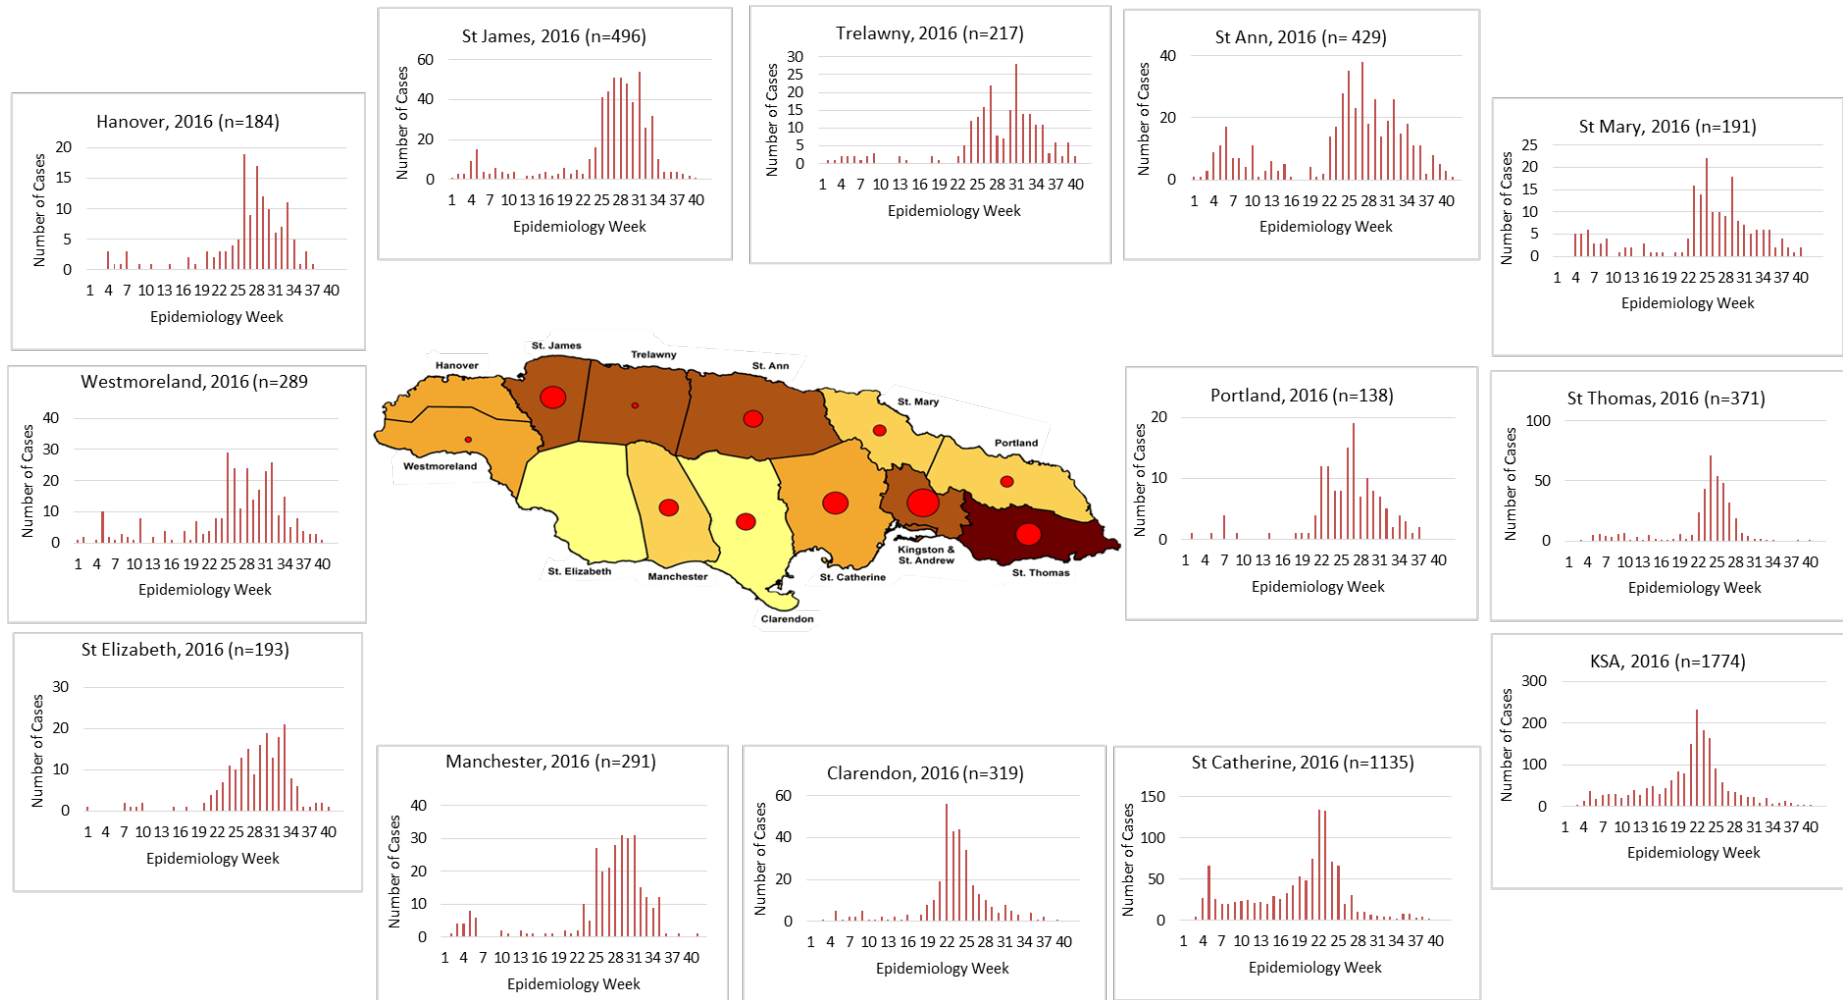 St James, 2016 (n=496)
Number of Cases
60
40
20
0
1 4 7 10 13 16 19 22 25 28 31 34 37 40
Epidemiology Week
Trelawny, 2016 (n=217)
Number of Cases
30
25
20
15
10
5
0
1 4 7 10 13 16 19 22 25 28 31 34 37 40
Epidemiology Week
St Ann, 2016 (n= 429)
Number of Cases
40
20
0
1 4 7 10 13 16 19 22 25 28 31 34 37 40
Epidemiology Week
Hanover, 2016 (n=184)
Number of Cases
20
15
10
5
0
1 4 7 10 13 16 19 22 25 28 31 34 37 40
Epidemiology Week
St Mary, 2016 (n=191)
Number of Cases
25
20
15
10
5
0
1 4 7 10 13 16 19 22 25 28 31 34 37 40
Epidemiology Week
Westmoreland, 2016 (n=289
Number of Cases
40
30
20
10
0
1 4 7 10 13 16 19 22 25 28 31 34 37 40
Epidemiology Week
Hanover
St. James
Trelawny
St. Ann
St. Mary
Portland
Westmoreland
St. Elizabeth
Manchester
Clarendon
St. Catherine
Kingston &
St. Andrew
St. Thomas
Portland, 2016 (n=138)
Number of Cases
20
10
0
1 4 7 10 13 16 19 22 25 28 31 34 37 40
Epidemiology Week
St Thomas, 2016 (n=371)
Number of Cases
100
50
0
1 4 7 10 13 16 19 22 25 28 31 34 37 40
Epidemiology Week
St Elizabeth, 2016 (n=193)
Number of Cases
30
20
10
0
1 4 7 10 13 16 19 22 25 28 31 34 37 40
Epidemiology Week
Manchester, 2016 (n=291)
Number of Cases
40
30
20
10
0
1 4 7 10 13 16 19 22 25 28 31 34 37 40
Epidemiology Week
Clarendon, 2016 (n=319)
Number of Cases
60
40
20
0
1 4 7 10 13 16 19 22 25 28 31 34 37 40
Epidemiology Week
St Catherine, 2016 (n=1135)
Number of Cases
150
100
50
0
1 4 7 10 13 16 19 22 25 28 31 34 37 40
Epidemiology Week
KSA, 2016 (n=1774)
Number of Cases
300
200
100
0
1 4 7 10 13 16 19 22 25 28 31 34 37 40
Epidemiology Week